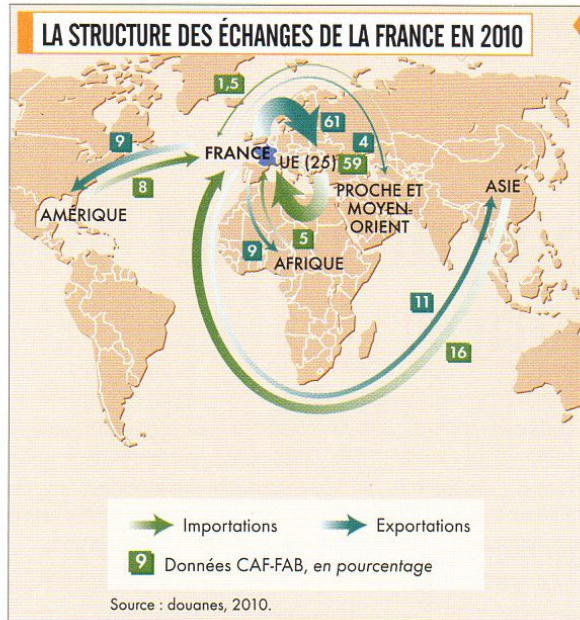 LA STRUCTURE DES ÉCHANGES DE LA FRANCE EN 2010
1,5
61
9
4
FRANCE
UE (26)
59
8
PROCHE ET
MOYEN-
ORIENT
ASIE
AMÉRIQUE
5
9
AFRIQUE
11
16
Importations
Exportations
9 Données CAF-FAB, en pourcentage
Source : douanes, 2010.